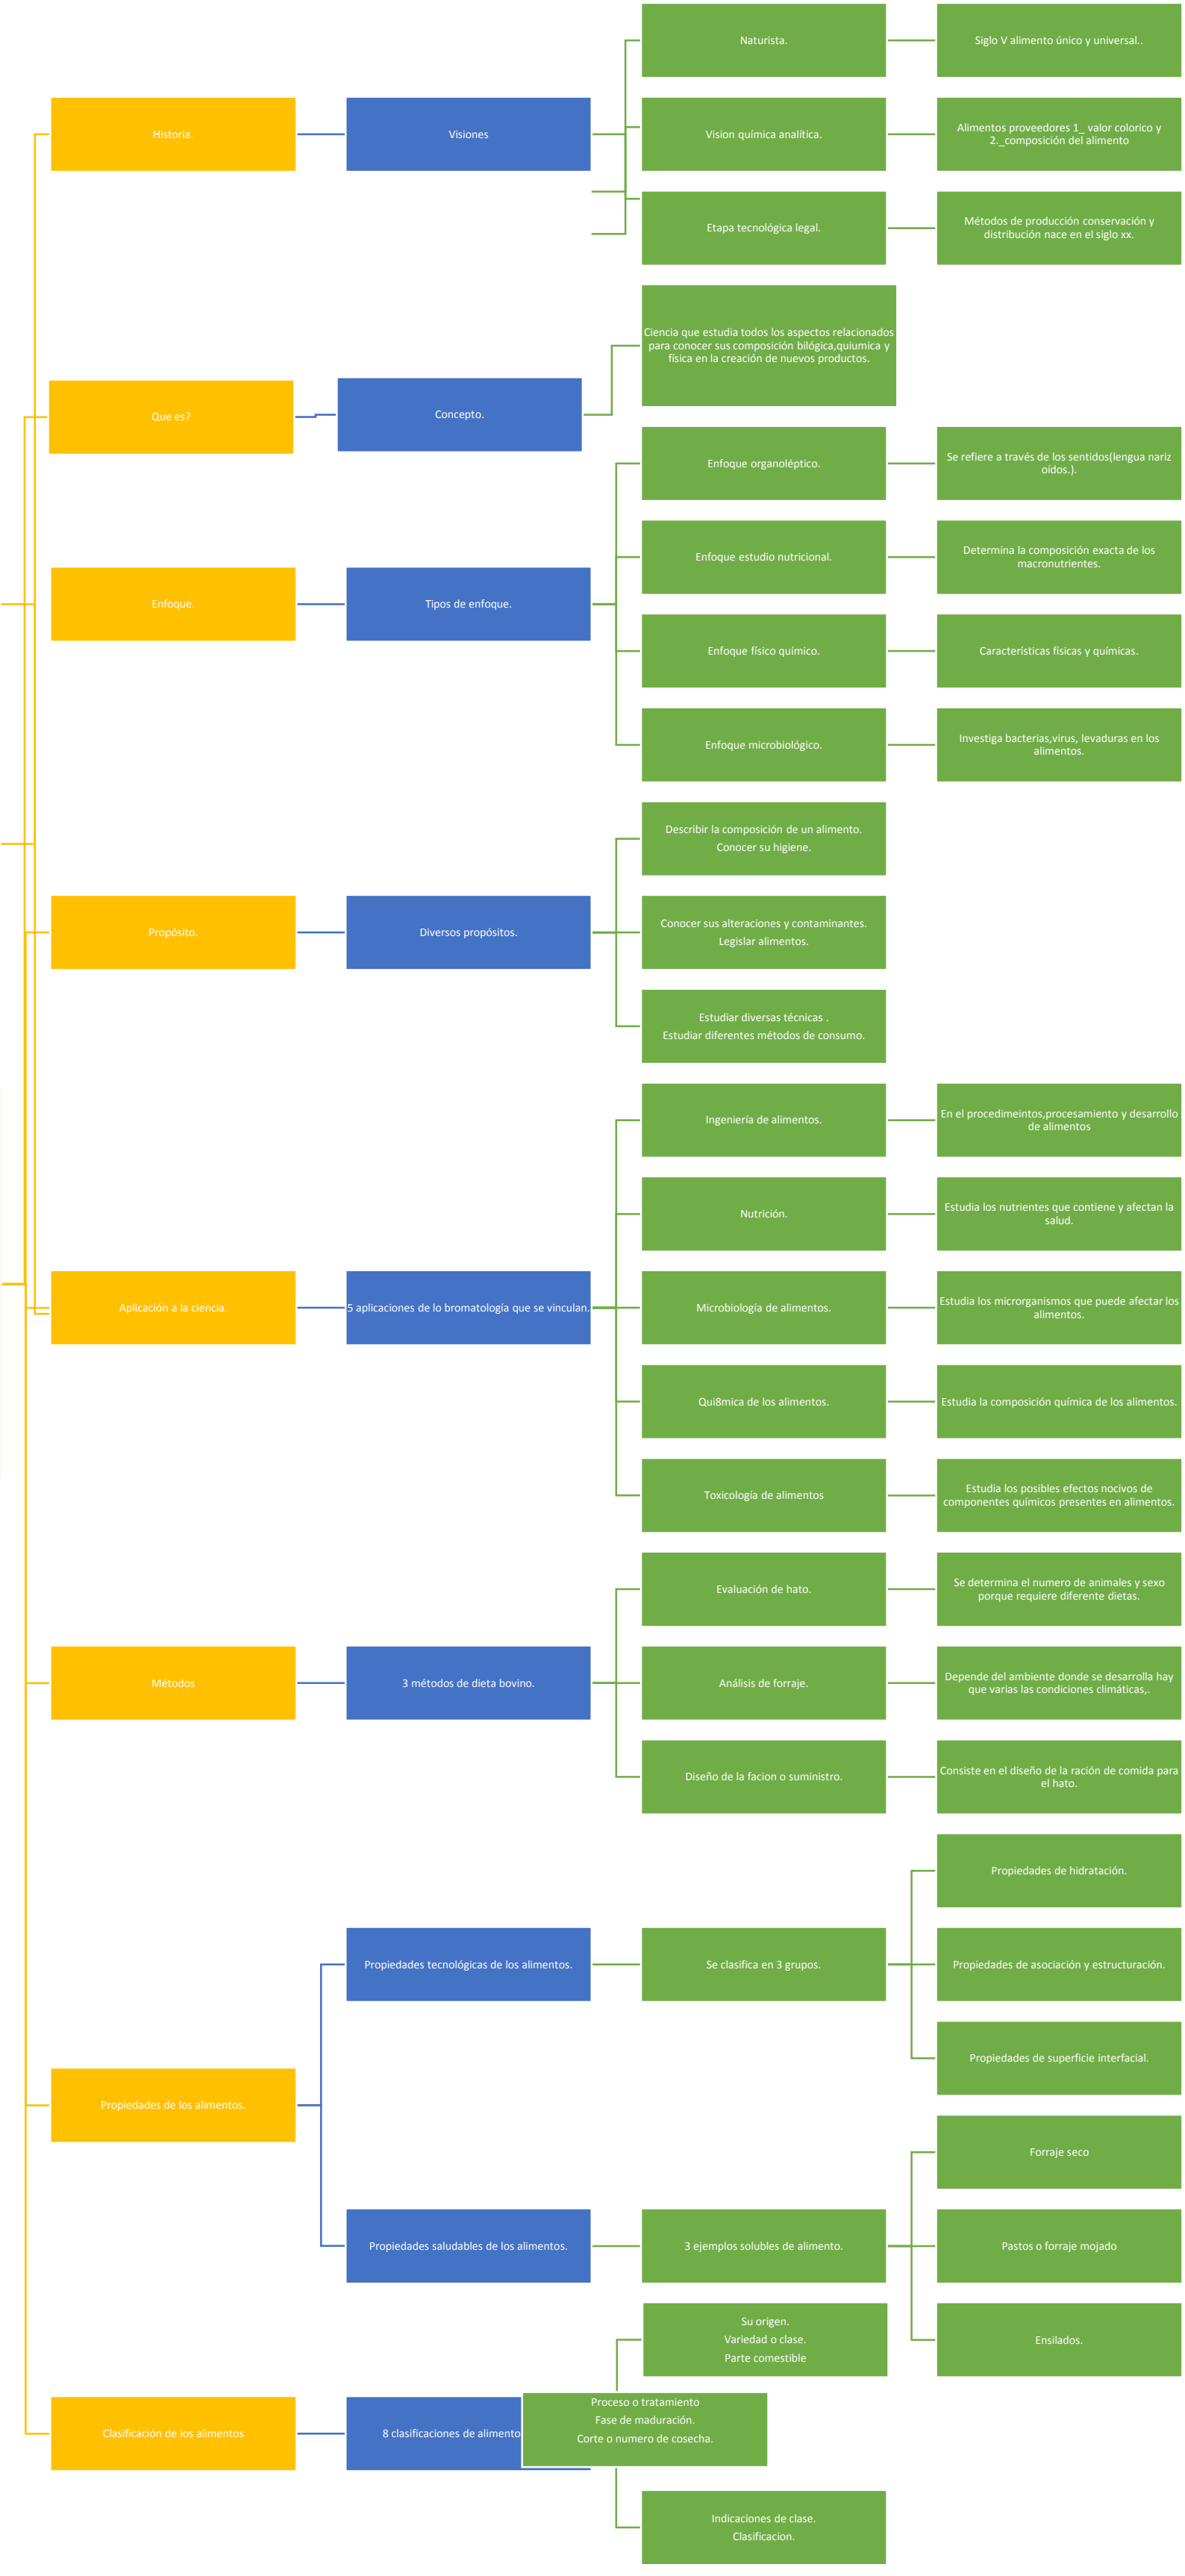 Historia.
Visiones
Naturista.
Siglo V alimento único y universal..
Vision química analítica.
Alimentos proveedores 1_ valor colorico y
2._composición del alimento
Etapa tecnológica legal.
Métodos de producción conservación y
distribución nace en el siglo xx.
Que es?
Concepto.
Ciencia que estudia todos los aspectos relacionados
para conocer sus composición bilógica,quiumica y
física en la creación de nuevos productos.
Enfoque.
Tipos de enfoque.
Enfoque organoléptico.
Se refiere a través de los sentidos(lengua nariz
oídos.).
Enfoque estudio nutricional.
Determina la composición exacta de los
macronutrientes.
Enfoque físico químico.
Características físicas y químicas.
Enfoque microbiológico.
Investiga bacterias,virus, levaduras en los
alimentos.
Propósito.
Diversos propósitos.
Describir la composición de un alimento.
Conocer su higiene.
Conocer sus alteraciones y contaminantes.
Legislar alimentos.
Estudiar diversas técnicas .
Estudiar diferentes métodos de consumo.
Aplicación a la ciencia.
5 aplicaciones de lo bromatología que se vinculan.
Ingeniería de alimentos.
En el procedimeintos,procesamiento y desarrollo
de alimentos
Nutrición.
Estudia los nutrientes que contiene y afectan la
salud.
Microbiología de alimentos.
Estudia los microrganismos que puede afectar los
alimentos.
Qui8mica de los alimentos.
Estudia la composición química de los alimentos.
Toxicología de alimentos
Estudia los posibles efectos nocivos de
componentes químicos presentes en alimentos.
Métodos
3 métodos de dieta bovino.
Evaluación de hato.
Se determina el numero de animales y sexo
porque requiere diferente dietas.
Análisis de forraje.
Depende del ambiente donde se desarrolla hay
que varias las condiciones climáticas,.
Diseño de la facion o suministro.
Consiste en el diseño de la ración de comida para
el hato.
Propiedades de los alimentos.
Propiedades tecnológicas de los alimentos.
Se clasifica en 3 grupos.
Propiedades de hidratación.
Propiedades de asociación y estructuración.
Propiedades de superficie interfacial.
Propiedades saludables de los alimentos.
3 ejemplos solubles de alimento.
Forraje seco
Pastos o forraje mojado
Ensilados.
Clasificación de los alimentos
8 clasificaciones de alimento
Su origen.
Variedad o clase.
Parte comestible
Proceso o tratamiento
Fase de maduración.
Corte o numero de cosecha.
Indicaciones de clase.
Clasificacion.